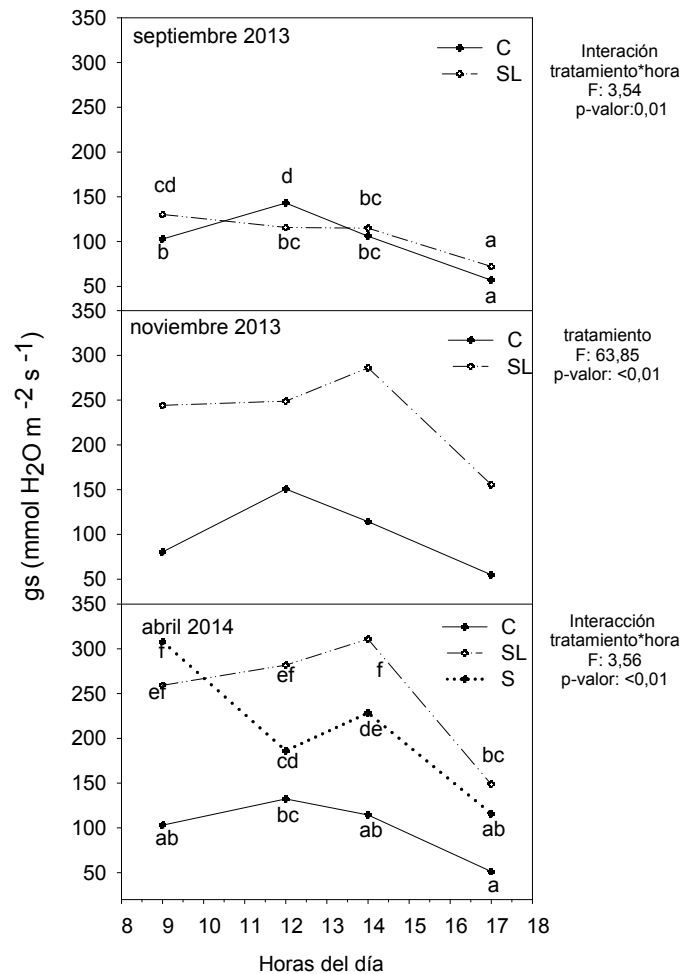 septiembre 2013
C
SL
Interación
tratamiento*hora
F: 3,54
p-valor:0,01
350
300
250
200
150
100
50
cd
d
bc
a
b
bc
bc
a
noviembre 2013
C
SL
tratamiento
F: 63,85
p-valor: <0,01
350
300
250
200
150
100
50
gs (mmol H2O m-2 s-1)
abril 2014
C
SL
S
Interacción
tratamiento*hora
F: 3,56
p-valor: <0,01
350
300
250
200
150
100
50
f
ef
ef
f
bc
cd
de
ab
ab
bc
ab
a
8 9 10 11 12 13 14 15 16 17 18
Horas del día